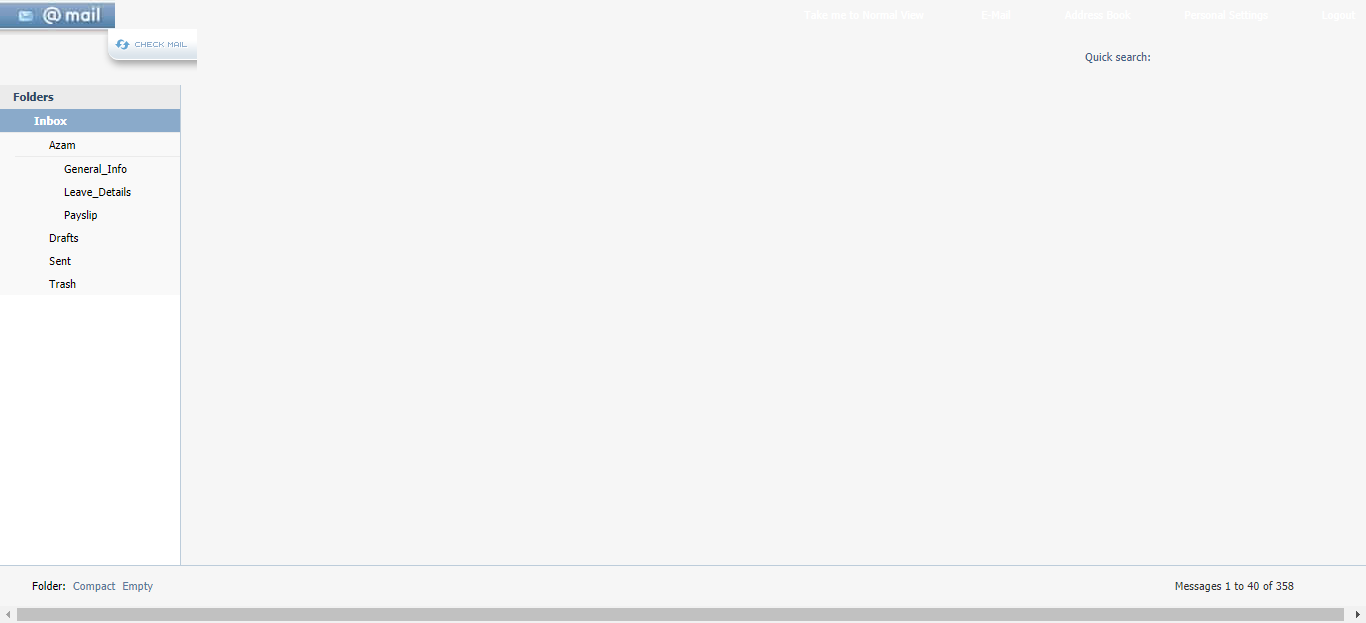 @mail
Take me to Normal View
E-Mail
Address Book
Personal Settings
Logout
CHECK MAIL
Quick search:
Folders
Inbox
Azam
General_Info
Leave_Details
Payslip
Drafts
Sent
Trash
Folder: Compact Empty
Messages 1 to 40 of 358